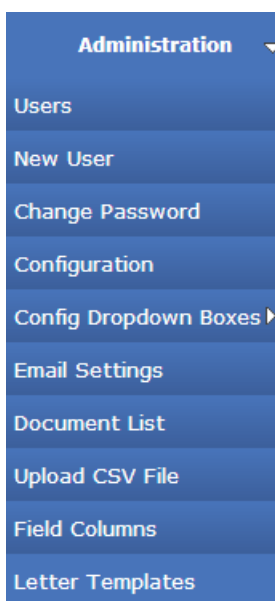 Administration
Users
New User
Change Password
Configuration
Config Dropdown Boxes
Email Settings
Document List
Upload CSV File
Field Columns
Letter Templates